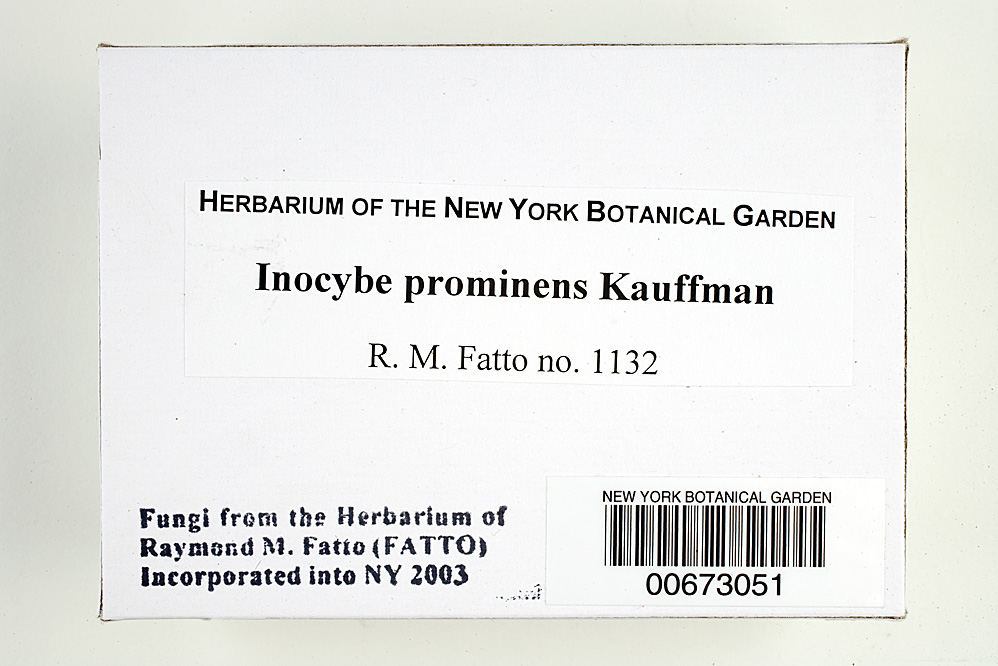 HERBARIUM OF THE NEW YORK BOTANICAL GARDEN
Inocybe prominens Kauffman
R. M. Fatto no. 1132
Fungi from the Herbarium of
Raymond M. Fatto (FATTO)
Incorporated into NY 2003
NEW YORK BOTANICAL GARDEN
00673051